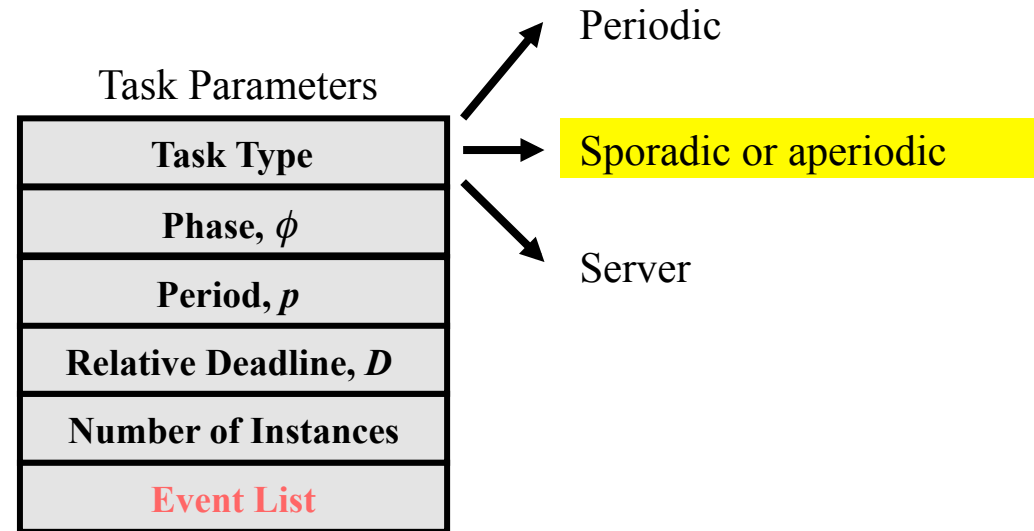 Periodic
Task Parameters
Task Type
Sporadic or aperiodic
Phase, ϕ
Server
Period, p
Relative Deadline, D
Number of Instances
Event List